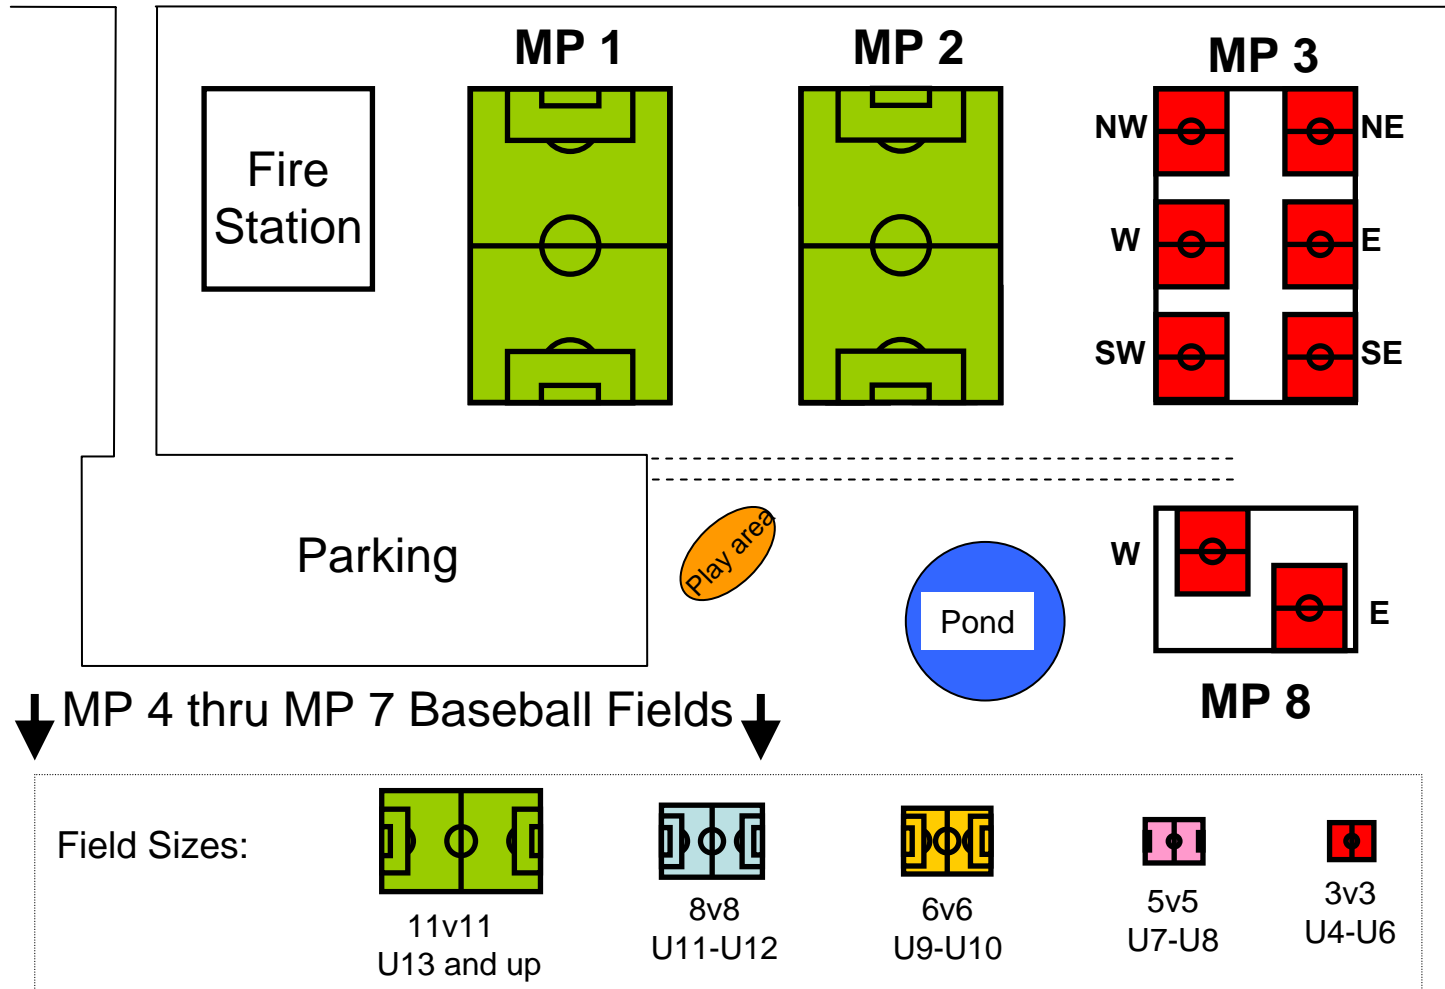 MP 1
MP 2
MP 3
Fire
Station
NW
NE
W
E
SW
SE
Parking
Play area
Pond
W
E
MP 8
MP 4 thru MP 7 Baseball Fields
Field Sizes:
11v11
U13 and up
8v8
U11-U12
6v6
U9-U10
5v5
U7-U8
3v3
U4-U6